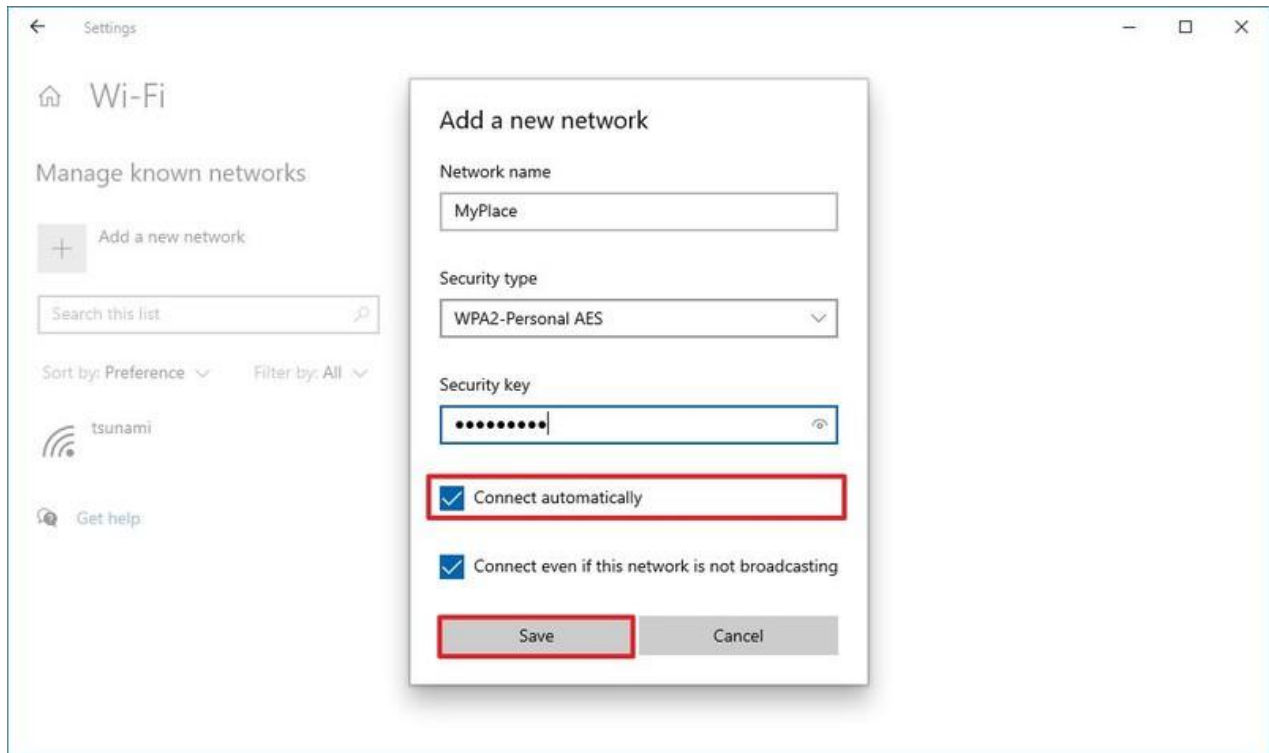 Settings
Wi-Fi
Manage known networks
Add a new network
Search this list
Sort by: Preference Filter by: All
tsunami
Get help
Add a new network
Network name
MyPlace
Security type
WPA2-Personal AES
Security key
•••••••••
Connect automatically
Connect even if this network is not broadcasting
Save Cancel